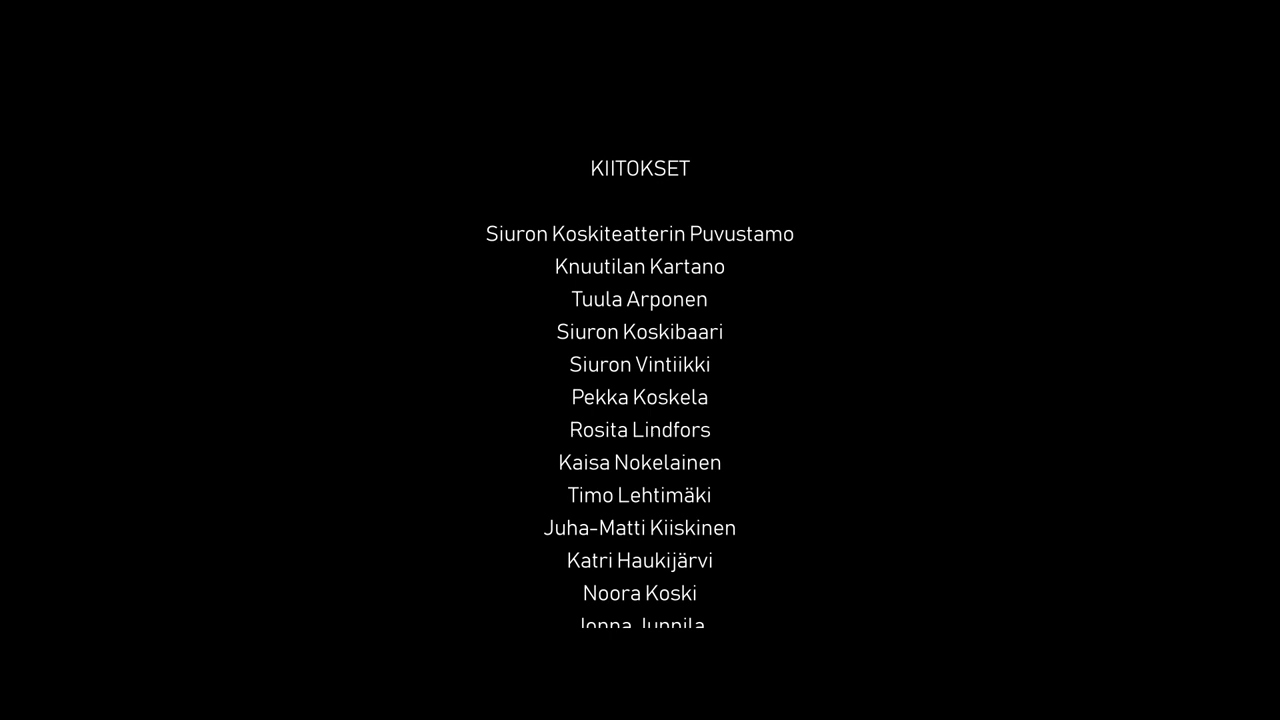 KIITOKSET
Siuron Koskiteatterin Puvustamo
Knuutilan Kartano
Tuula Arponen
Siuron Koskibaari
Siuron Vintiikki
Pekka Koskela
Rosita Lindfors
Kaisa Nokelainen
Timo Lehtimäki
Juha-Matti Kiiskinen
Katri Haukijärvi
Noora Koski